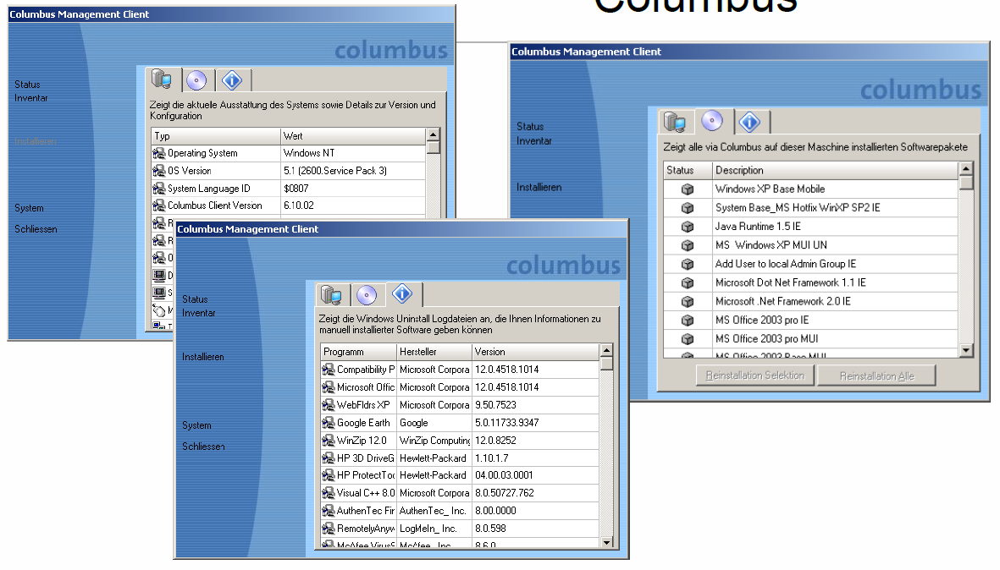 Columbus
Columbus Management Client
columbus
Status
Inventar
Installieren
System
Schliessen
Zeigt die aktuelle Ausstattung des Systems sowie Details zur Version und
Konfiguration
Typ Wert
Operating System Windows NT
OS Version 5.1 (2600.Service Pack 3)
System Language ID $0807
Columbus Client Version 6.10.02
R
R
O
D
S
M
Columbus Management Client
columbus
Status
Inventar
Installieren
Zeigt alle via Columbus auf dieser Maschine installierten Softwarepakete
Status Description
Windows XP Base Mobile
System Base_MS Hotfix WinXP SP2 IE
Java Runtime 1.5 IE
MS Windows XP MUI UN
Add User to local Admin Group IE
Microsoft Dot Net Framework 1.1 IE
Microsoft .Net Framework 2.0 IE
MS Office 2003 pro IE
MS Office 2003 pro MUI
MS Office 2003 Base MUI
Reinstallation Selektion Reinstallation Alle
Columbus Management Client
columbus
Status
Inventar
Installieren
System
Schliessen
Zeigt die Windows Uninstall Logdateien an, die Ihnen Informationen zu
manuell installierter Software geben können
Programm Hersteller Version
Compatibility P Microsoft Corpora 12.0.4518.1014
Microsoft Offic Microsoft Corpora 12.0.4518.1014
WebFldrs XP Microsoft Corpora 9.50.7523
Google Earth Google 5.0.11733.9347
WinZip 12.0 WinZip Computing 12.0.8252
HP 3D DriveG Hewlett-Packard 1.10.1.7
HP ProtectToo Hewlett-Packard 04.00.03.0001
Visual C++ 8.0 Microsoft Corpora 8.0.50727.762
AuthenTec Fin AuthenTec_ Inc. 8.00.0000
RemotelyAnyw LogMeIn_ Inc. 8.0.598
McAfee VirusS McAfee_ Inc. 8.6.0